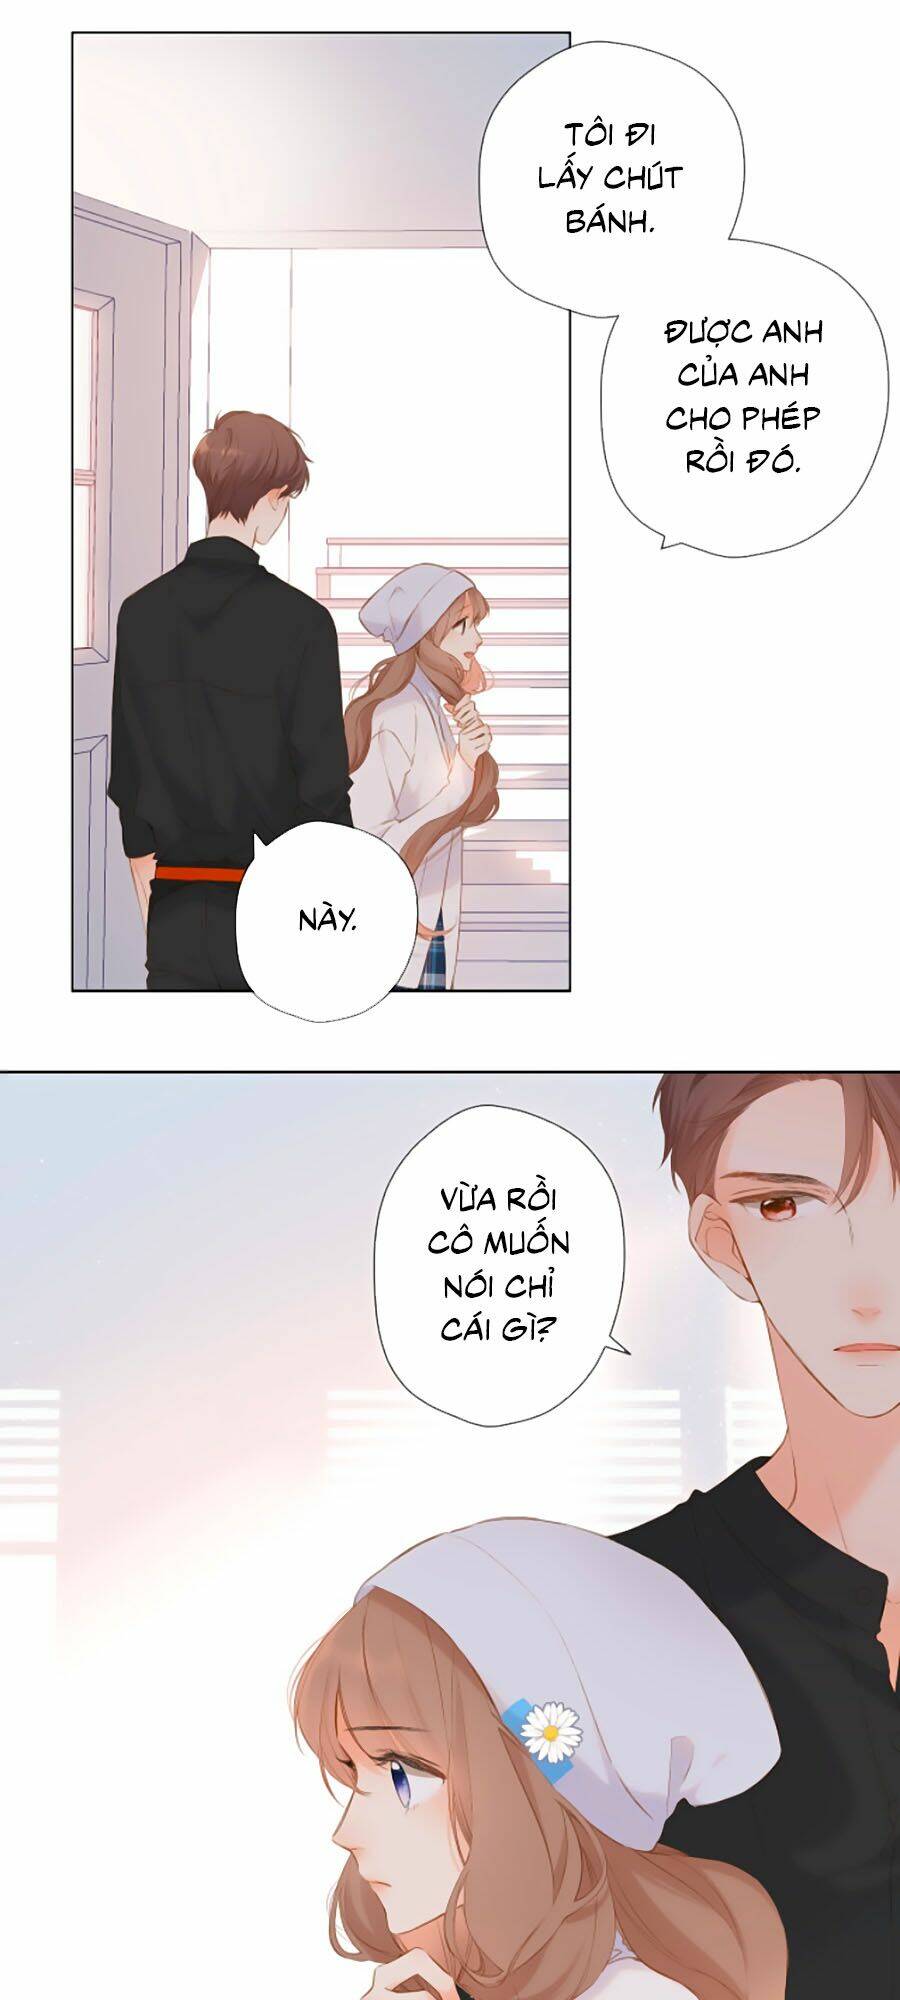 TÔI ĐI
LẤY CHÚT
BÁNH.
ĐƯỢC ANH
CỦA ANH
CHO PHÉP
RỒI ĐÓ.
NÀY.
VỪA RỒI
CÔ MUỐN
NÓI CHỈ
CÁI GÌ?